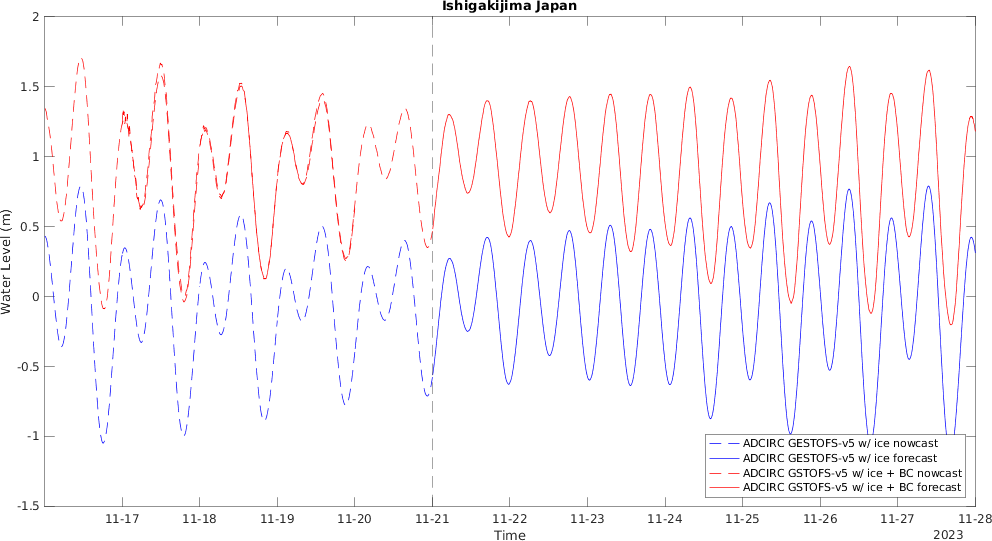 Ishigakijima Japan
2
1.5
1
0.5
0
-0.5
-1
-1.5
Water Level (m)
ADCIRC GESTOFS-v5 w/ ice nowcast
ADCIRC GESTOFS-v5 w/ ice forecast
ADCIRC GSTOFS-v5 w/ ice + BC nowcast
ADCIRC GSTOFS-v5 w/ ice + BC forecast
11-17 11-18 11-19 11-20 11-21 11-22 11-23 11-24 11-25 11-26 11-27 11-28
Time
2023